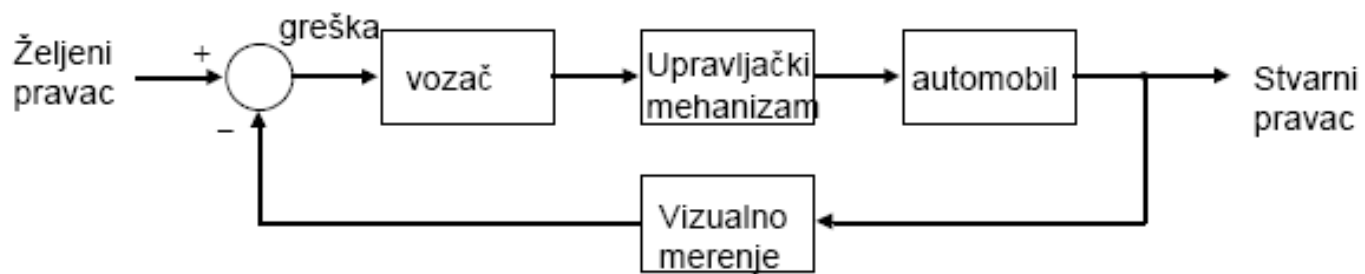 Željeni
pravac
+
−
greška
vozač
Upravljački
mehanizam
automobil
Stvarni
pravac
Vizualno
merenje